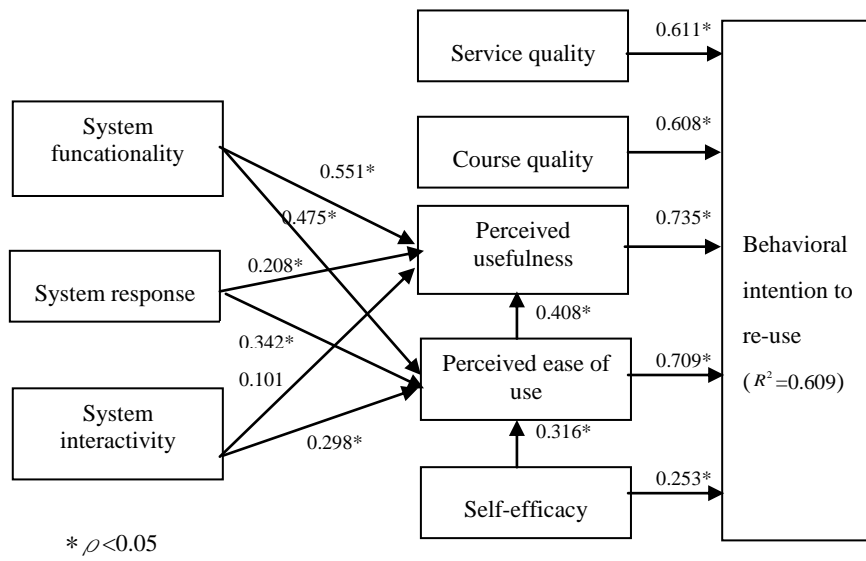 Service quality
0.611*
System
funcationality
Course quality
0.608*
0.551*
0.475*
Perceived
usefulness
0.735*
System response
0.208*
0.408*
Behavioral
intention to
re-use
(R²=0.609)
0.342*
0.101
Perceived ease of
use
0.709*
System
interactivity
0.298*
0.316*
Self-efficacy
0.253*
* ρ<0.05